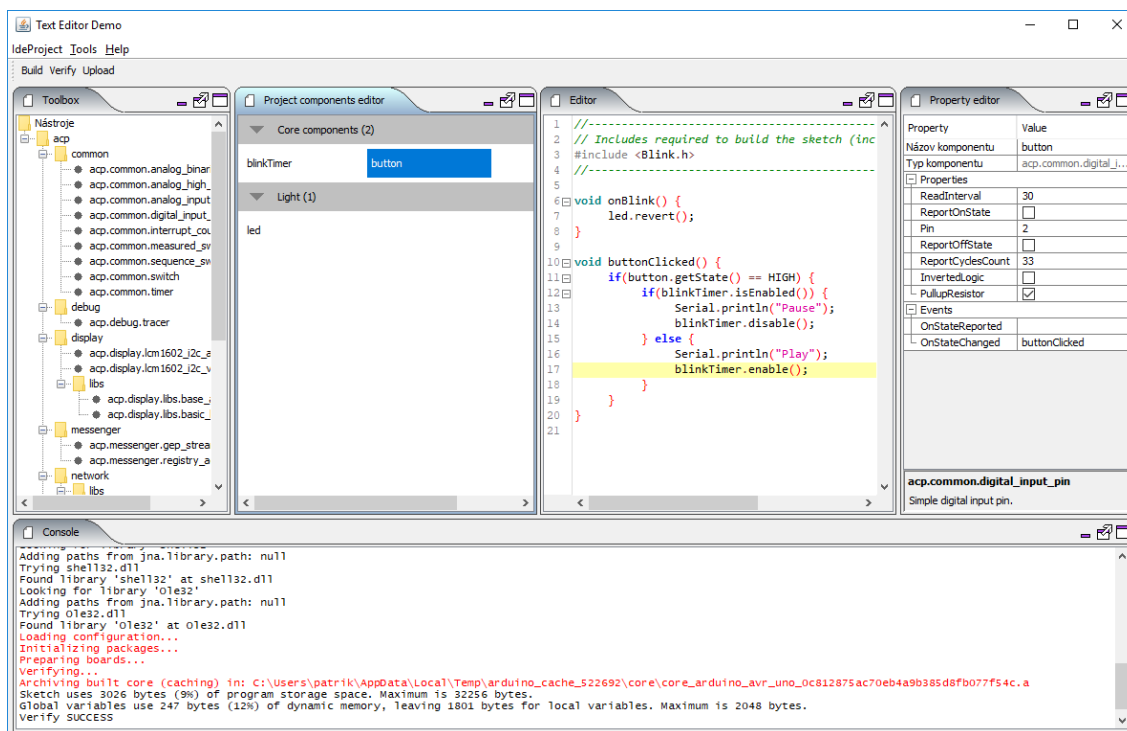 Text Editor Demo
IdeProject Tools Help
Build Verify Upload
Toolbox
Nástroje
acp
common
acp.common.analog_binar
acp.common.analog_high_
acp.common.analog_input
acp.common.digital_input_
acp.common.interrupt_cou
acp.common.measured_sw
acp.common.sequence_sw
acp.common.switch
acp.common.timer
debug
acp.debug.tracer
display
acp.display.lcm1602_i2c_a
acp.display.lcm1602_i2c_v
libs
acp.display.libs.base_
acp.display.libs.basic_
messenger
acp.messenger.gep_strea
acp.messenger.registry_a
network
libs
Project components editor
Core components (2)
blinkTimer button
Light (1)
led
Editor
1 //------------------------------------------
2 // Includes required to build the sketch (inc
3 #include <Blink.h>
4 //------------------------------------------
5
6 void onBlink() {
7 led.revert();
8 }
9
10 void buttonClicked() {
11 if(button.getState() == HIGH) {
12 if(blinkTimer.isEnabled()) {
13 Serial.println("Pause");
14 blinkTimer.disable();
15 } else {
16 Serial.println("Play");
17 blinkTimer.enable();
18 }
19 }
20 }
21
Property editor
Property Value
Názov komponentu button
Typ komponentu acp.common.digital_i...
Properties
ReadInterval 30
ReportOnState
Pin 2
ReportOffState
ReportCyclesCount 33
InvertedLogic
PullupResistor
Events
OnStateReported
OnStateChanged buttonClicked
acp.common.digital_input_pin
Simple digital input pin.
Console
Adding paths from jna.library.path: null
Trying shell32.dll
Found library 'shell32' at shell32.dll
Looking for library 'Ole32'
Adding paths from jna.library.path: null
Trying Ole32.dll
Found library 'Ole32' at Ole32.dll
Loading configuration...
Initializing packages...
Preparing boards...
Verifying...
Archiving built core (caching) in: C:\Users\patrik\AppData\Local\Temp\arduino_cache_522692\core\core_arduino_avr_uno_0c812875ac70eb4a9b385d8fb077f54c.a
Sketch uses 3026 bytes (9%) of program storage space. Maximum is 32256 bytes.
Global variables use 247 bytes (12%) of dynamic memory, leaving 1801 bytes for local variables. Maximum is 2048 bytes.
Verify SUCCESS